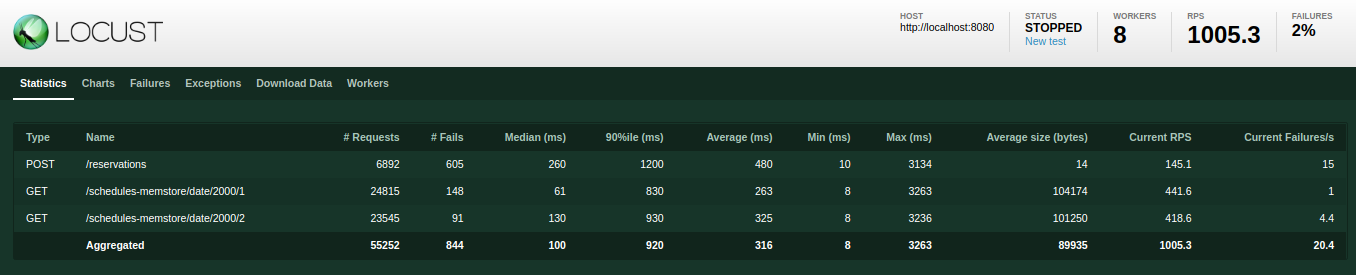 LOCUST
HOST
http://localhost:8080
STATUS
STOPPED
New test
WORKERS
8
RPS
1005.3
FAILURES
2%
Statistics Charts Failures Exceptions Download Data Workers
Type Name # Requests # Fails Median (ms) 90%ile (ms) Average (ms) Min (ms) Max (ms) Average size (bytes) Current RPS Current Failures/s
POST /reservations 6892 605 260 1200 480 10 3134 14 145.1 15
GET /schedules-memstore/date/2000/1 24815 148 61 830 263 8 3263 104174 441.6 1
GET /schedules-memstore/date/2000/2 23545 91 130 930 325 8 3236 101250 418.6 4.4
Aggregated 55252 844 100 920 316 8 3263 89935 1005.3 20.4